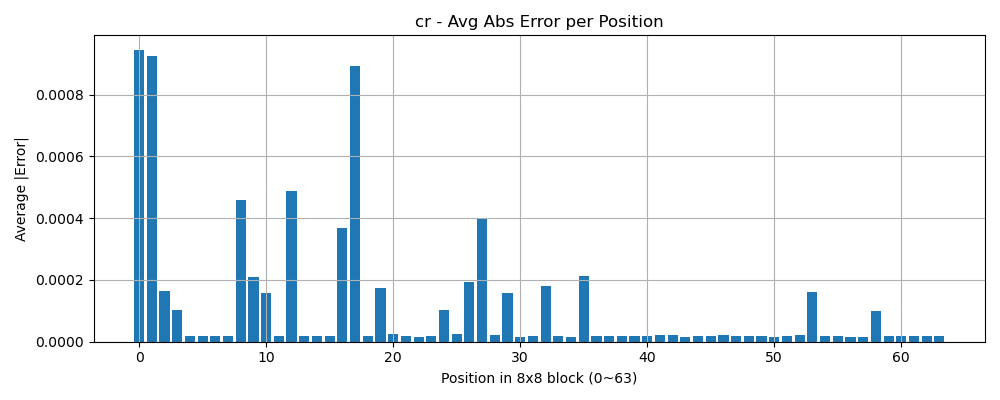 cr - Avg Abs Error per Position
Average |Error|
0.0008
0.0006
0.0004
0.0002
0.0000
0 10 20 30 40 50 60
Position in 8x8 block (0~63)